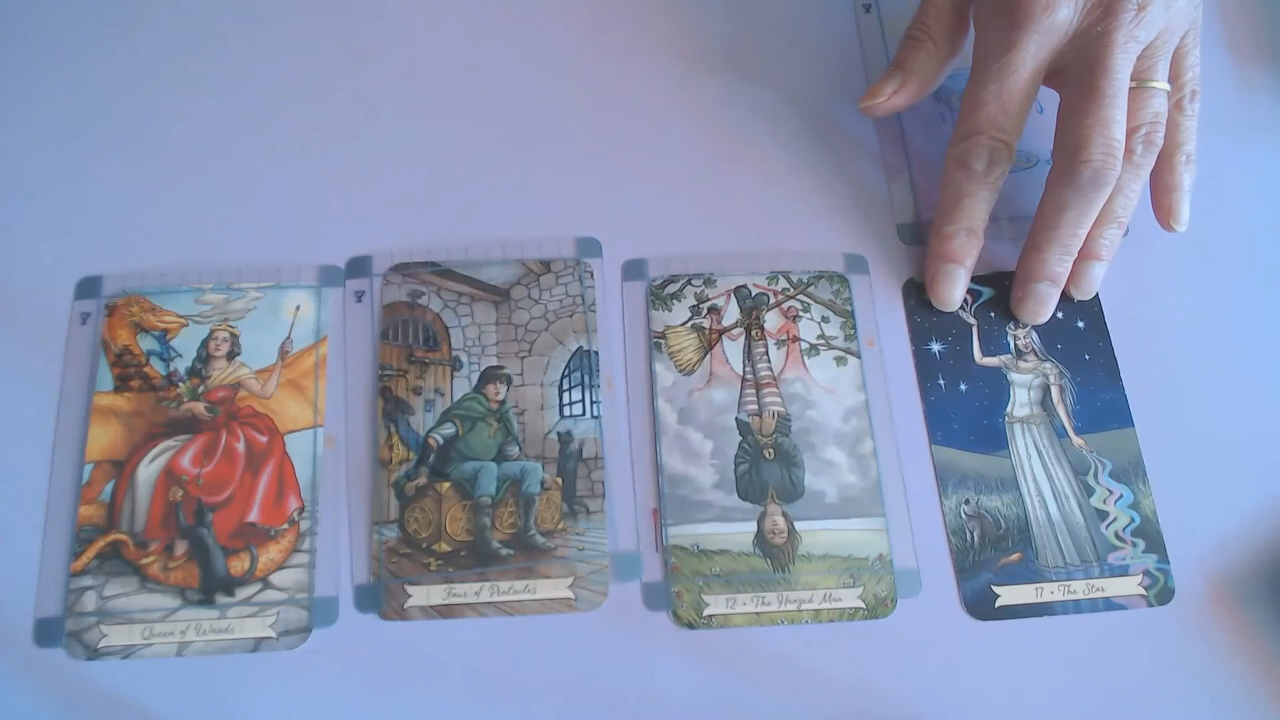 Queen of Wands
Four of Pentacles
12 • The Hanged Man
17 • The Star